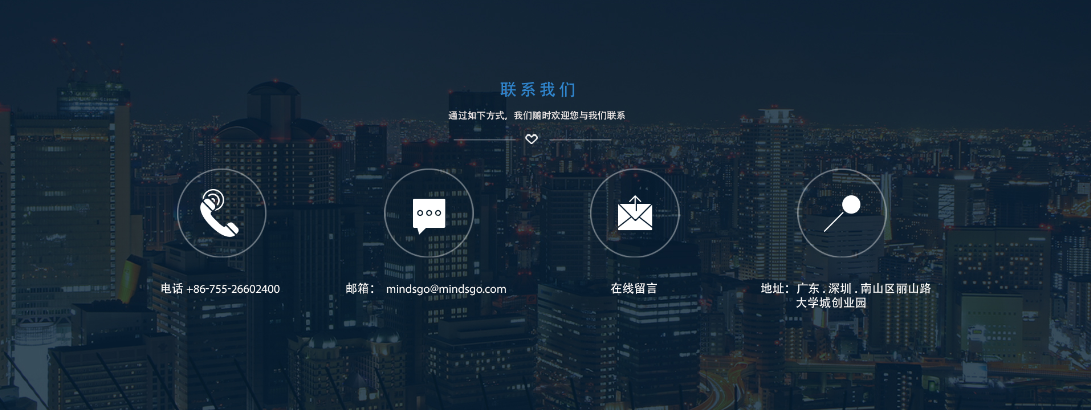 联系我们
通过如下方式，我们随时欢迎您与我们联系
电话 +86-755-26602400
邮箱： mindsgo@mindsgo.com
在线留言
地址：广东 . 深圳 . 南山区丽山路
大学城创业园